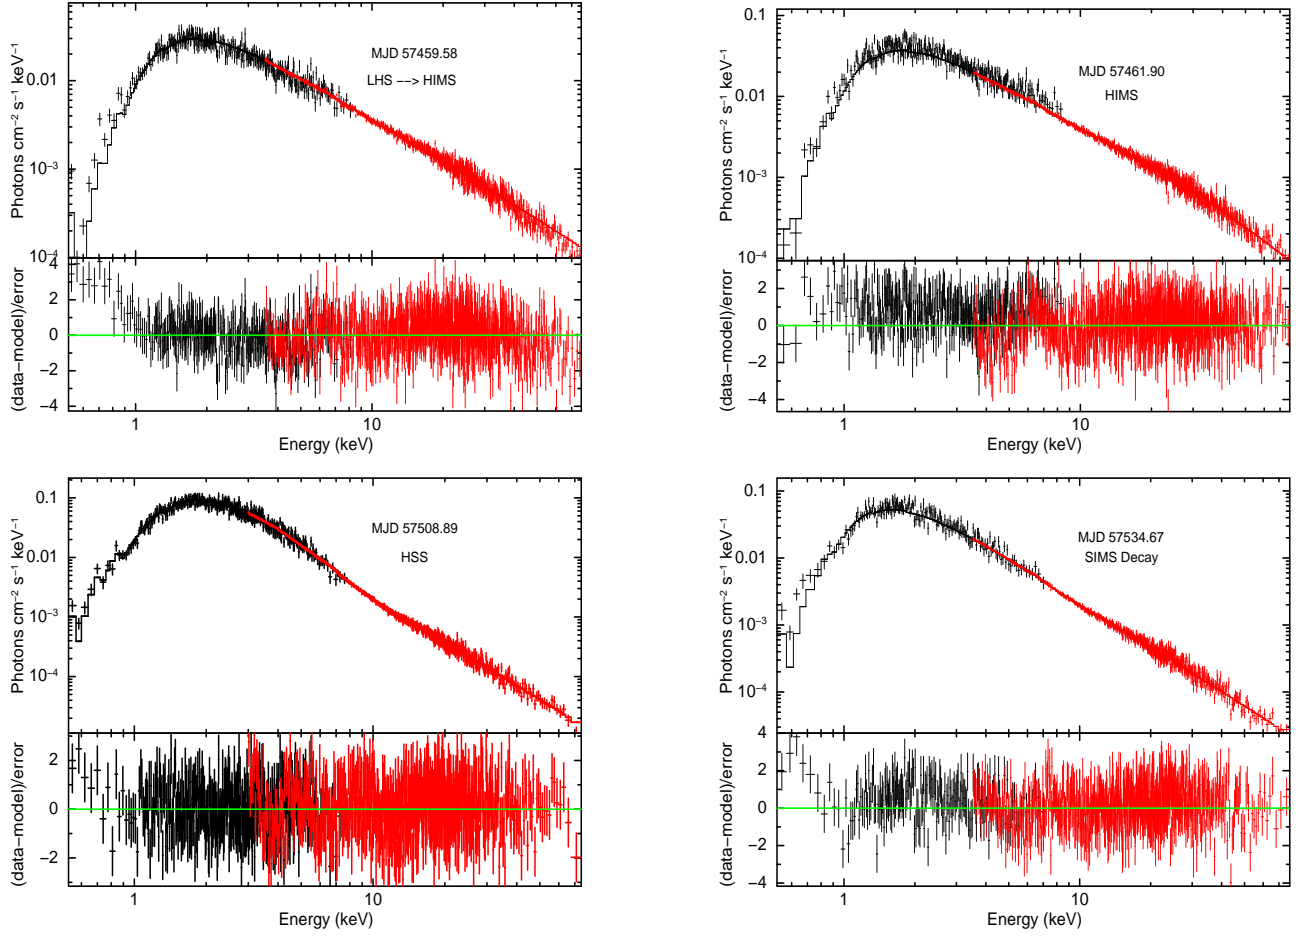 Photons cm−2 s−1 keV−1
0.01
10−3
10−4
MJD 57459.58
LHS −−> HIMS
(data−model)/error
4
2
0
−2
−4
1
10
Energy (keV)
Photons cm−2 s−1 keV−1
0.1
0.01
10−3
10−4
MJD 57461.90
HIMS
(data−model)/error
2
0
−2
−4
1
10
Energy (keV)
Photons cm−2 s−1 keV−1
0.1
0.01
10−3
10−4
MJD 57508.89
HSS
(data−model)/error
2
0
−2
1
10
Energy (keV)
Photons cm−2 s−1 keV−1
0.1
0.01
10−3
10−4
MJD 57534.67
SIMS Decay
(data−model)/error
4
2
0
−2
−4
1
10
Energy (keV)